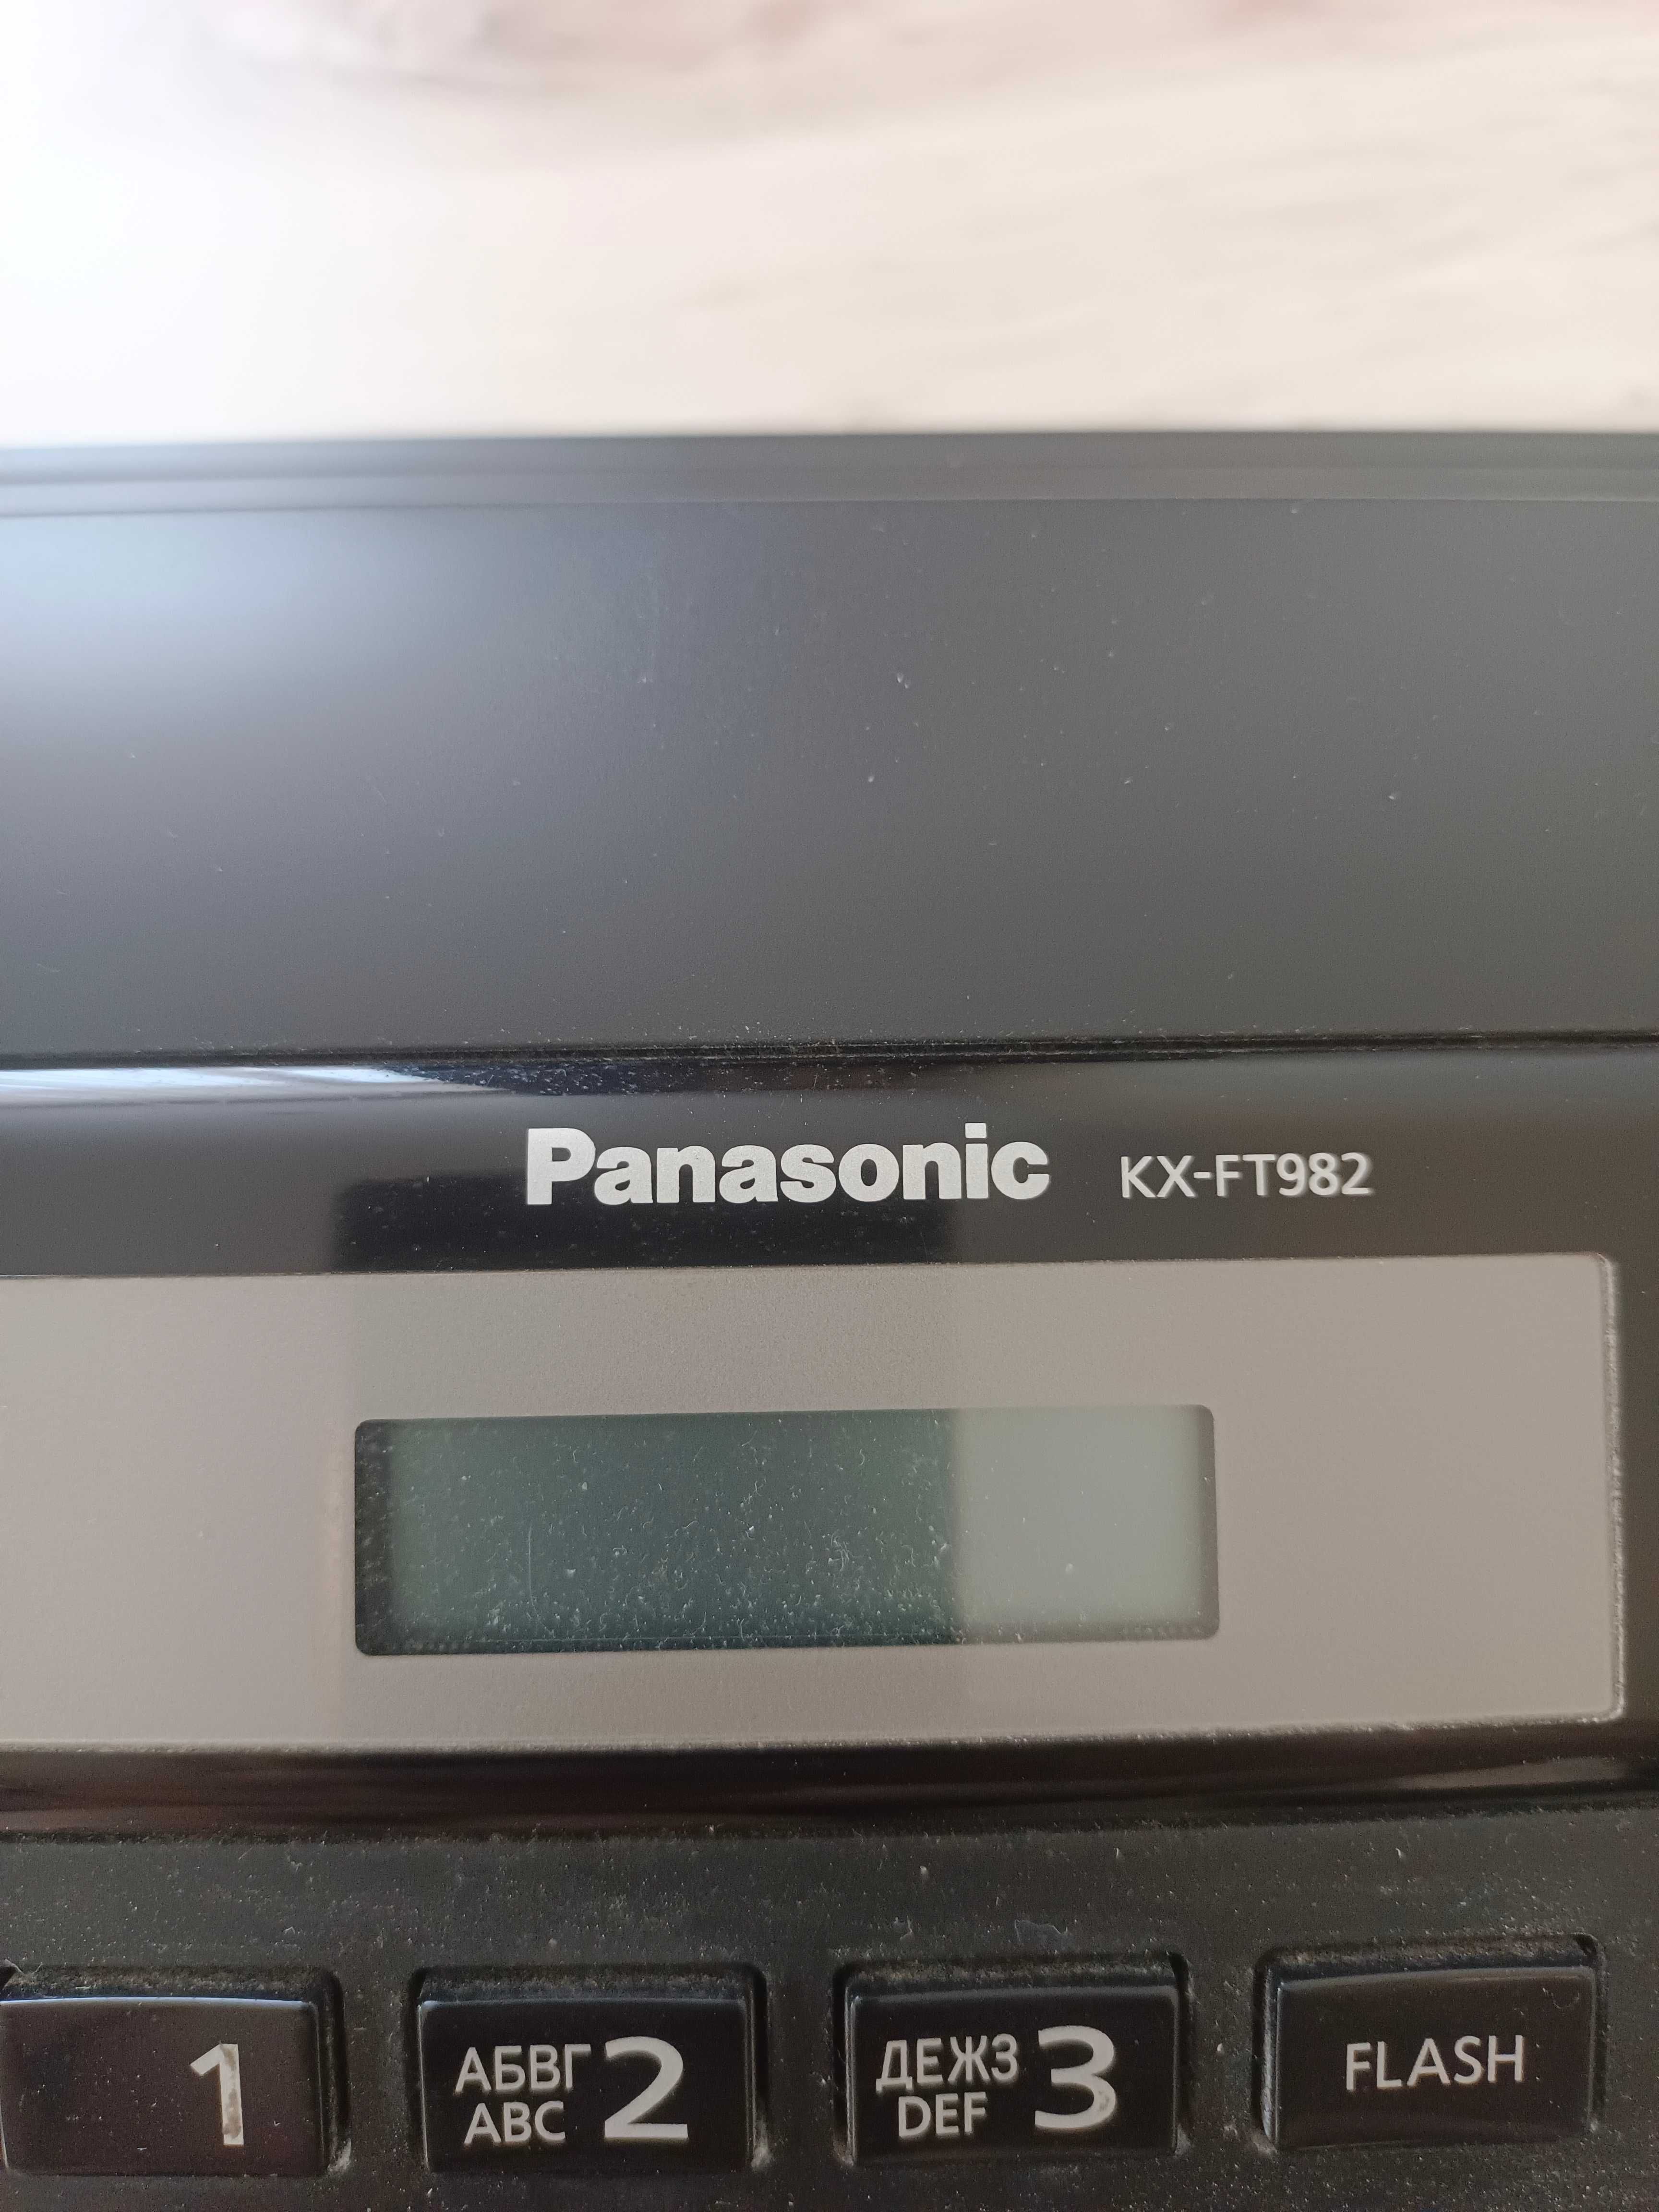 Panasonic KX-FT982
1
АБВГ 2
ABC
ДЕЖЗ 3
DEF
FLASH